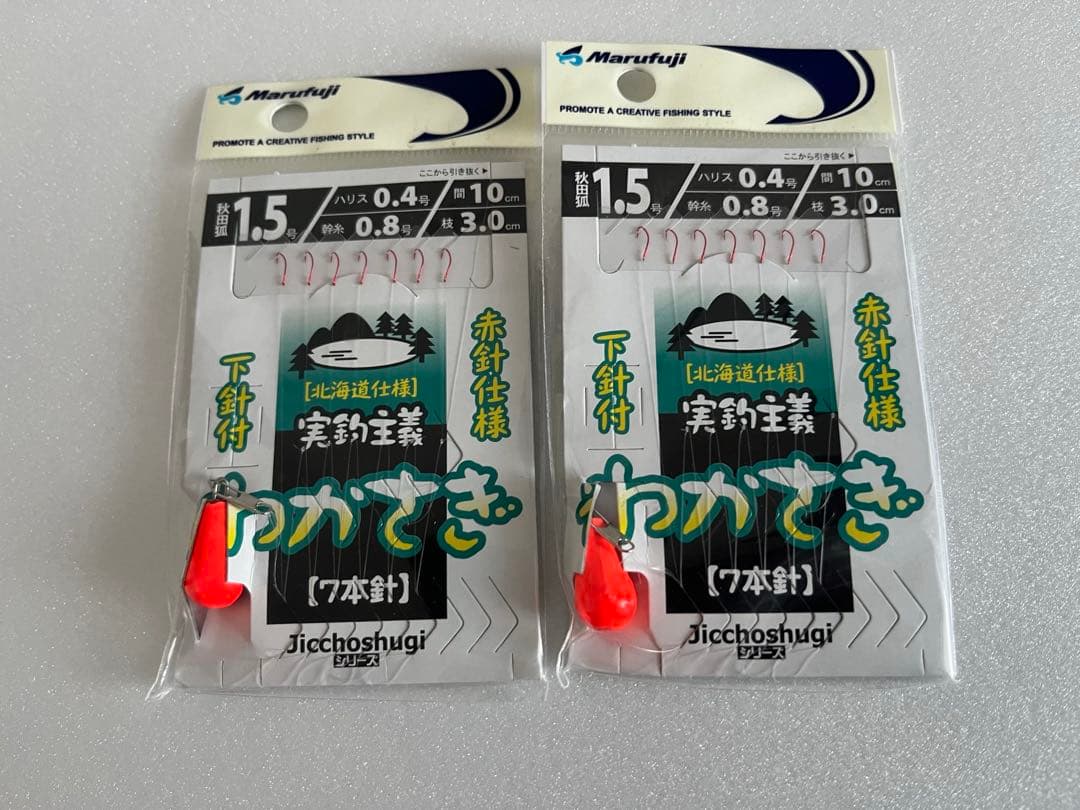 Marufuji
PROMOTE A CREATIVE FISHING STYLE
ここから引き抜く▶
秋田狐 1.5号 ハリス 0.4号 間 10cm
幹糸 0.8号 枝 3.0cm
赤針仕様
下針付
[北海道仕様]
実釣主義
わかさぎ
【7本針】
Jicchoshugi
シリーズ
Marufuji
PROMOTE A CREATIVE FISHING STYLE
ここから引き抜く▶
秋田狐 1.5号 ハリス 0.4号 間 10cm
幹糸 0.8号 枝 3.0cm
赤針仕様
下針付
[北海道仕様]
実釣主義
わかさぎ
【7本針】
Jicchoshugi
シリーズ